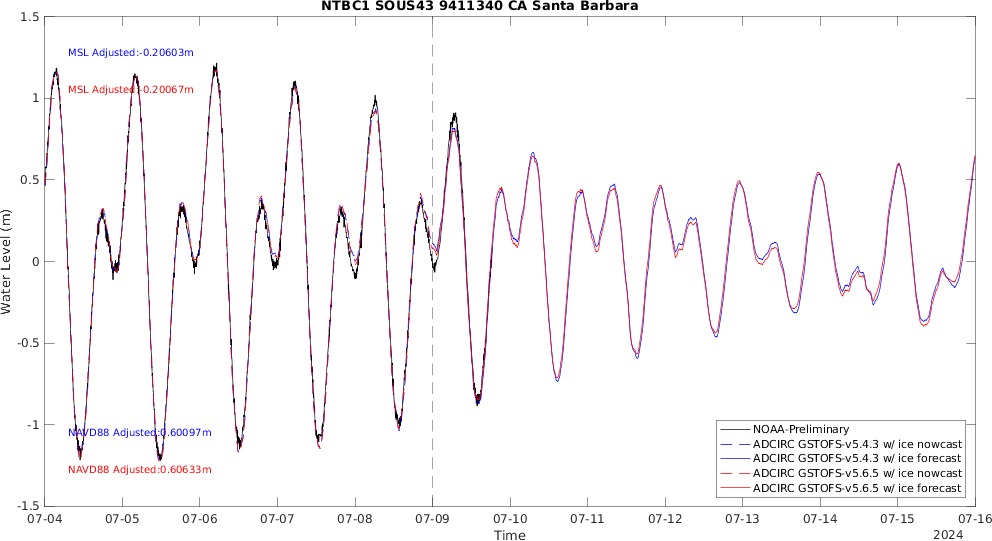 NTBC1 SOUS43 9411340 CA Santa Barbara
1.5
1
0.5
0
-0.5
-1
-1.5
Water Level (m)
MSL Adjusted:-0.20603m
MSL Adjusted:-0.20067m
NAVD88 Adjusted:0.60097m
NAVD88 Adjusted:0.60633m
NOAA-Preliminary
ADCIRC GSTOFS-v5.4.3 w/ ice nowcast
ADCIRC GSTOFS-v5.4.3 w/ ice forecast
ADCIRC GSTOFS-v5.6.5 w/ ice nowcast
ADCIRC GSTOFS-v5.6.5 w/ ice forecast
07-04 07-05 07-06 07-07 07-08 07-09 07-10 07-11 07-12 07-13 07-14 07-15 07-16
Time
2024